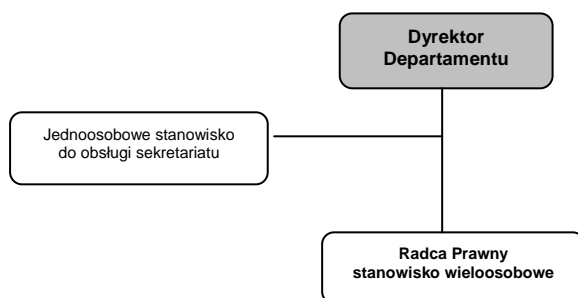 Dyrektor
Departamentu
Jednoosobowe stanowisko
do obsługi sekretariatu
Radca Prawny
stanowisko wieloosobowe